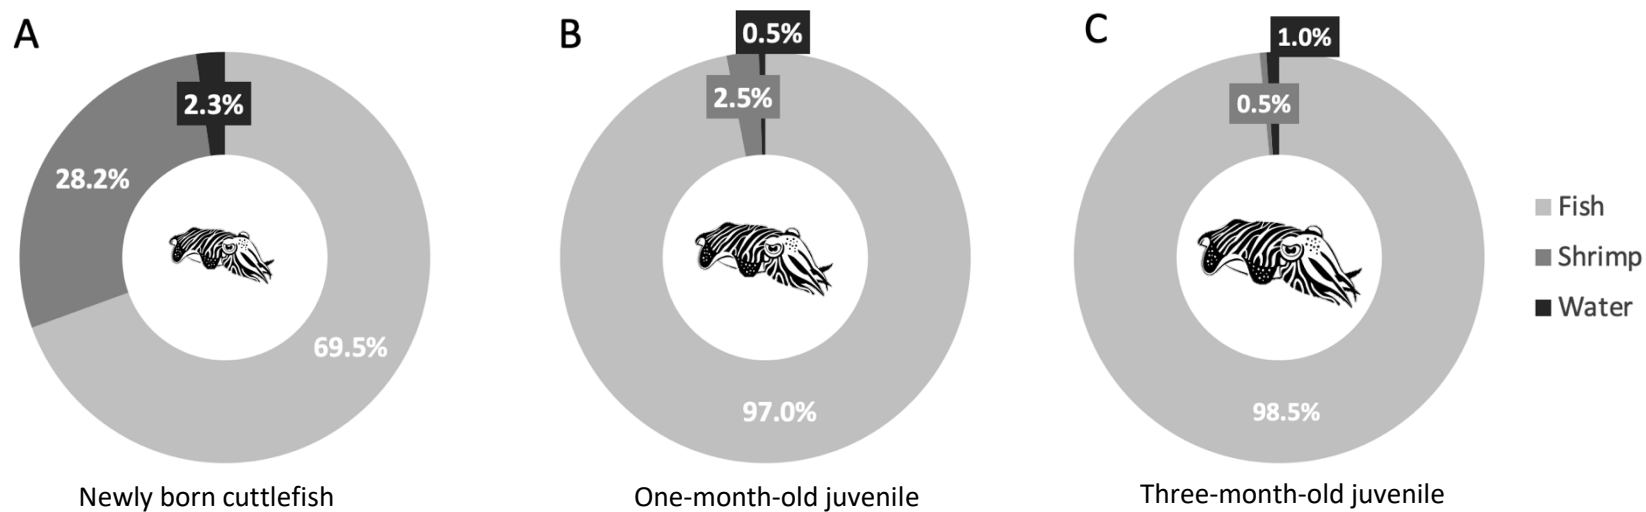 A
2.3%
28.2%
69.5%
Newly born cuttlefish
B
0.5%
2.5%
97.0%
One-month-old juvenile
C
1.0%
0.5%
98.5%
Three-month-old juvenile
Fish
Shrimp
Water